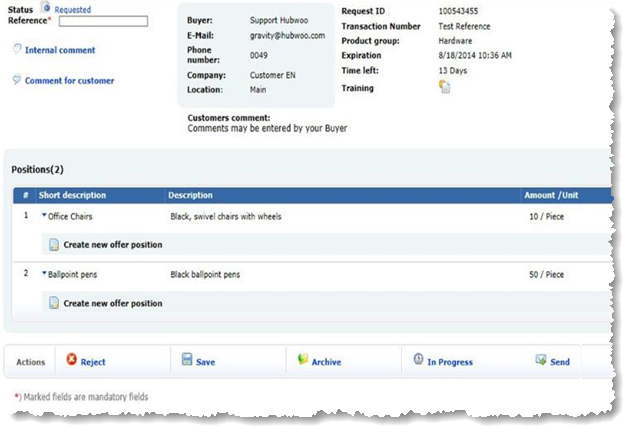 Status Requested
Reference*
Internal comment
Comment for customer
Buyer: Support Hubwoo
E-Mail: gravity@hubwoo.com
Phone number: 0049
Company: Customer EN
Location: Main
Request ID 100543455
Transaction Number Test Reference
Product group: Hardware
Expiration 8/18/2014 10:36 AM
Time left: 13 Days
Training
Customers comment:
Comments may be entered by your Buyer
Positions(2)
# Short description Description Amount /Unit
1 Office Chairs Black, swivel chairs with wheels 10 / Piece
Create new offer position
2 Ballpoint pens Black ballpoint pens 50 / Piece
Create new offer position
Actions Reject Save Archive In Progress Send
*) Marked fields are mandatory fields